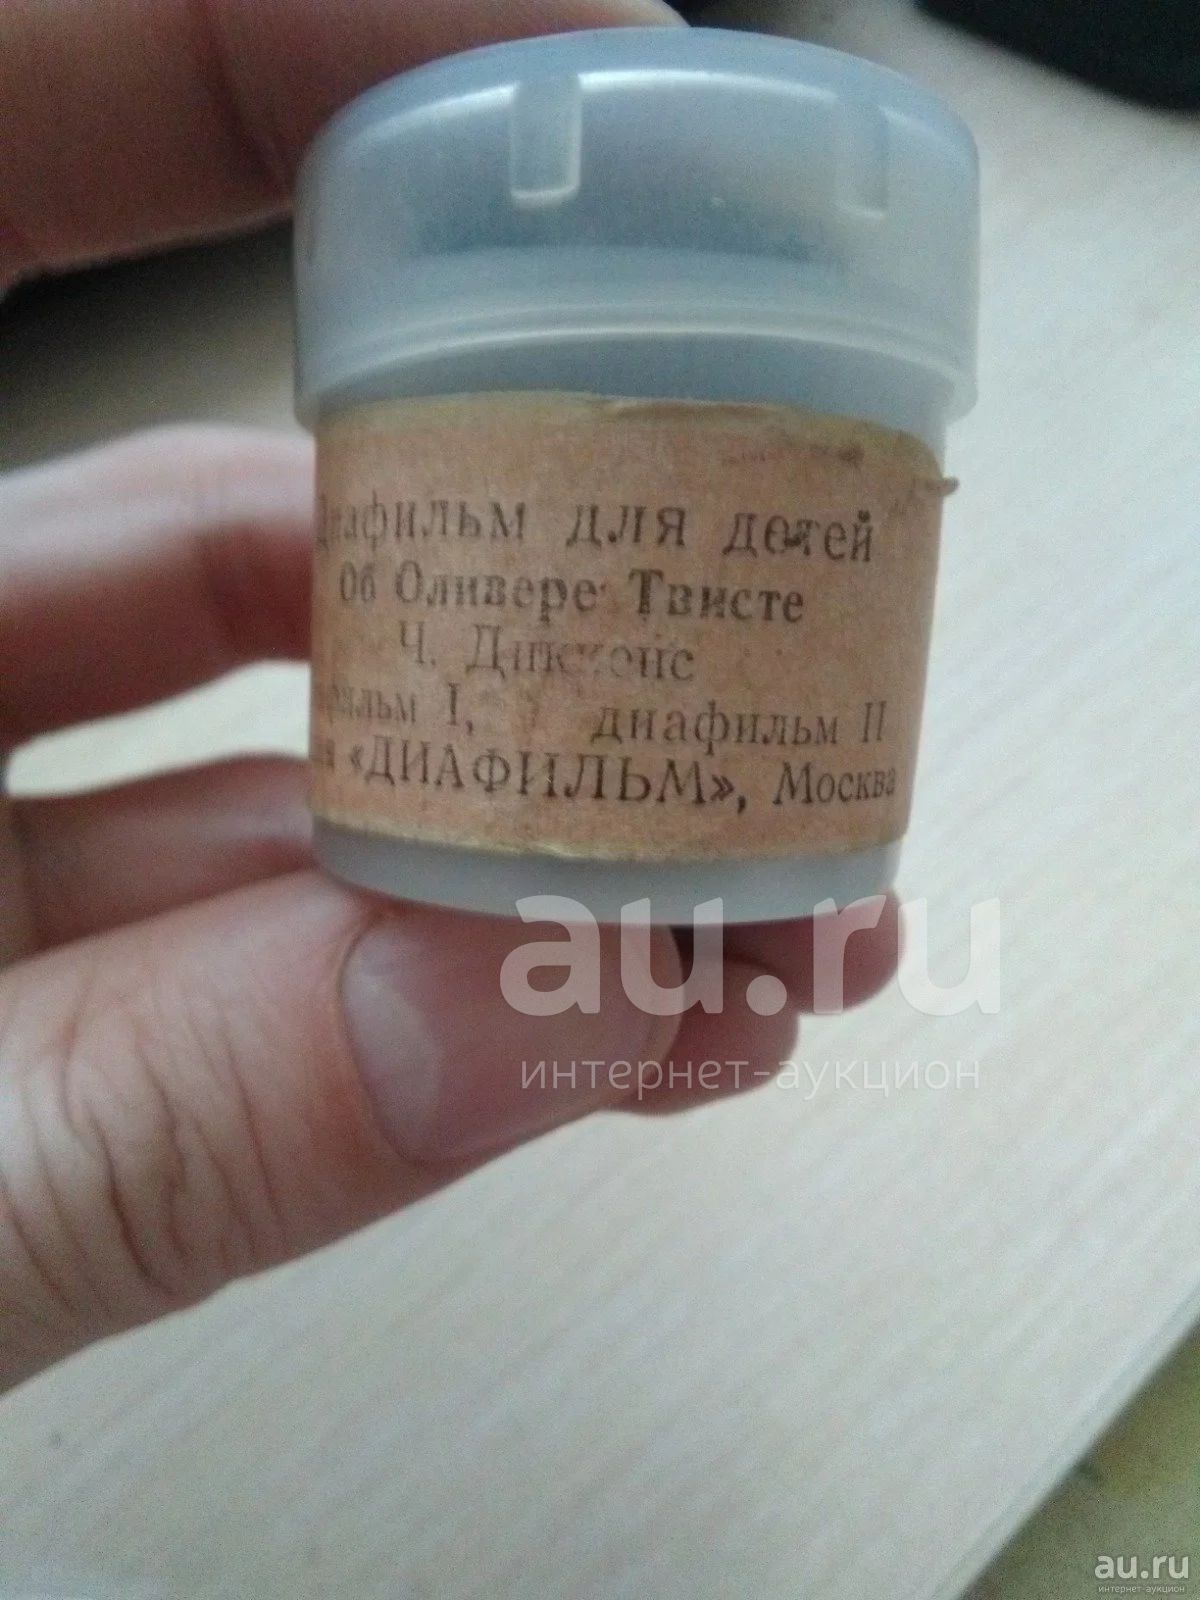 Диафильм для детей
Об Оливере Твисте
Ч. Диккенс
фильм I, диафильм II
«ДИАФИЛЬМ», Москва
au.ru
интернет-аукцион
au.ru
интернет-аукцион